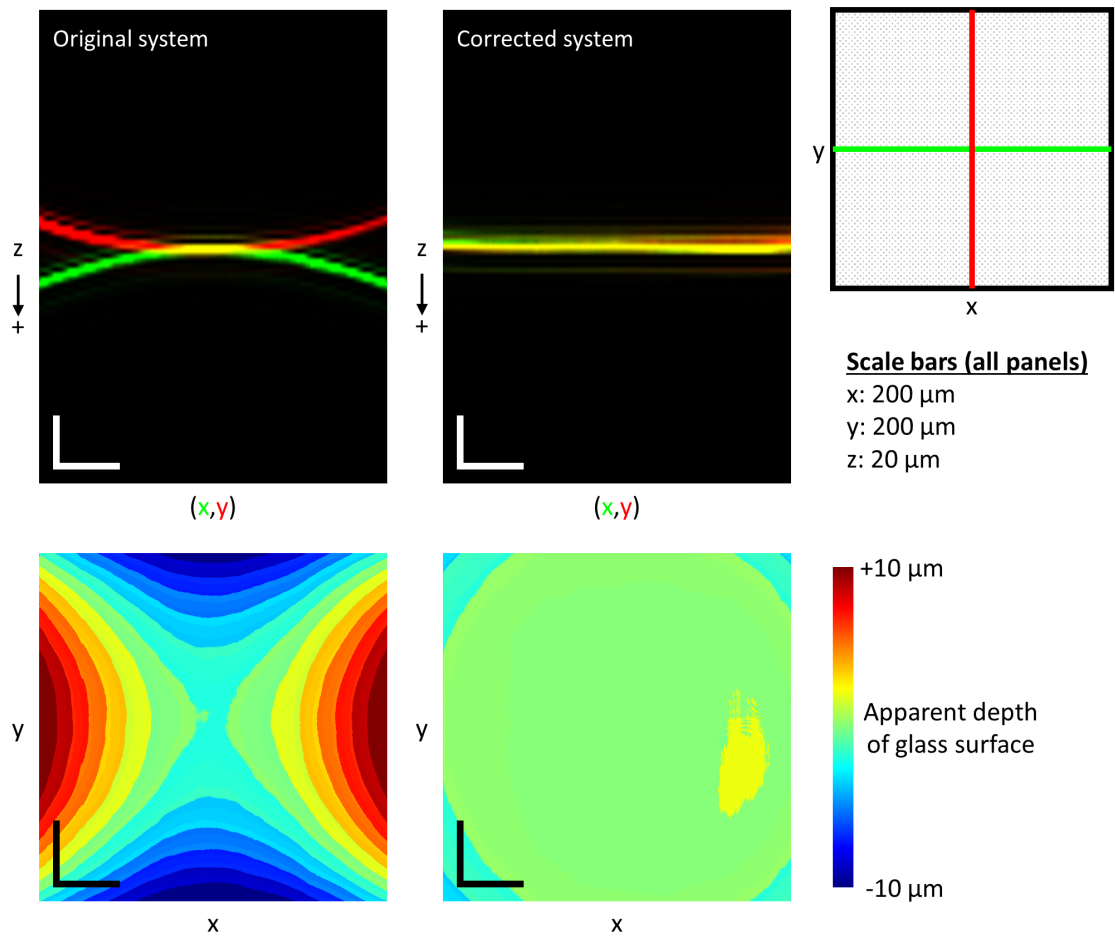 Original system
Corrected system
z
+
z
+
y
x
(x,y)
(x,y)
Scale bars (all panels)
x: 200 µm
y: 200 µm
z: 20 µm
y
x
y
x
+10 µm
Apparent depth
of glass surface
-10 µm